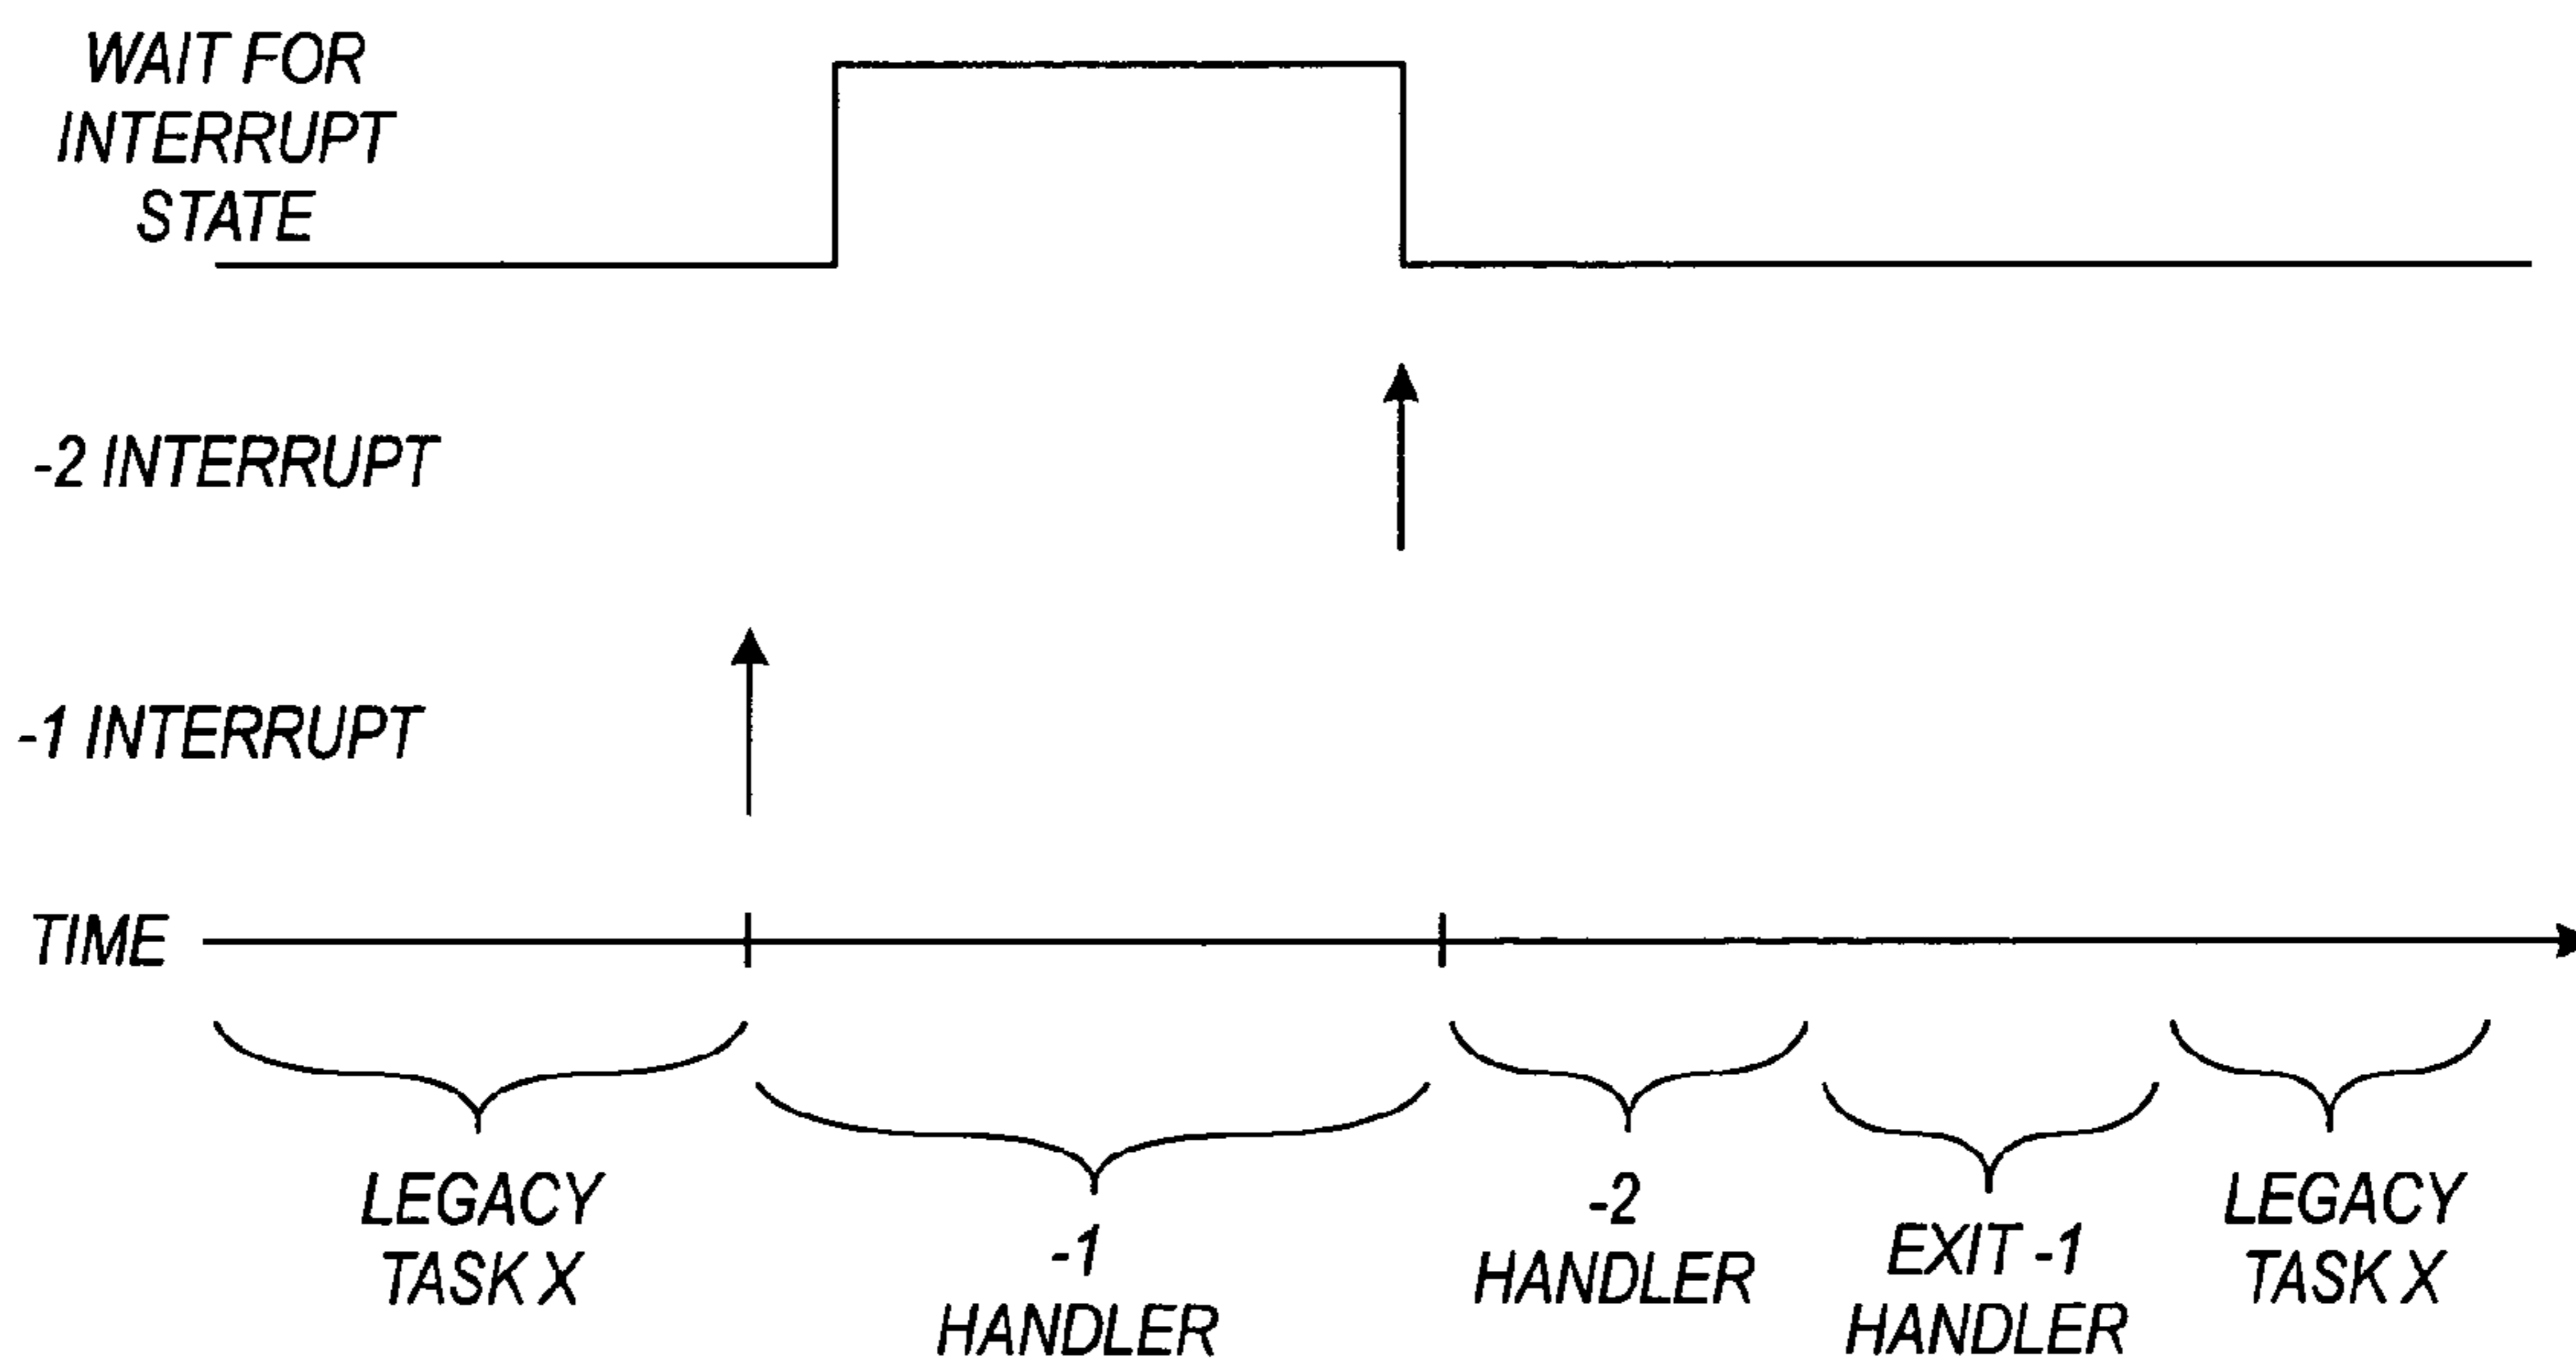 WAIT FOR
INTERRUPT
STATE
-2 INTERRUPT
-1 INTERRUPT
TIME
LEGACY
TASK X
-1
HANDLER
-2
HANDLER
EXIT -1
HANDLER
LEGACY
TASK X